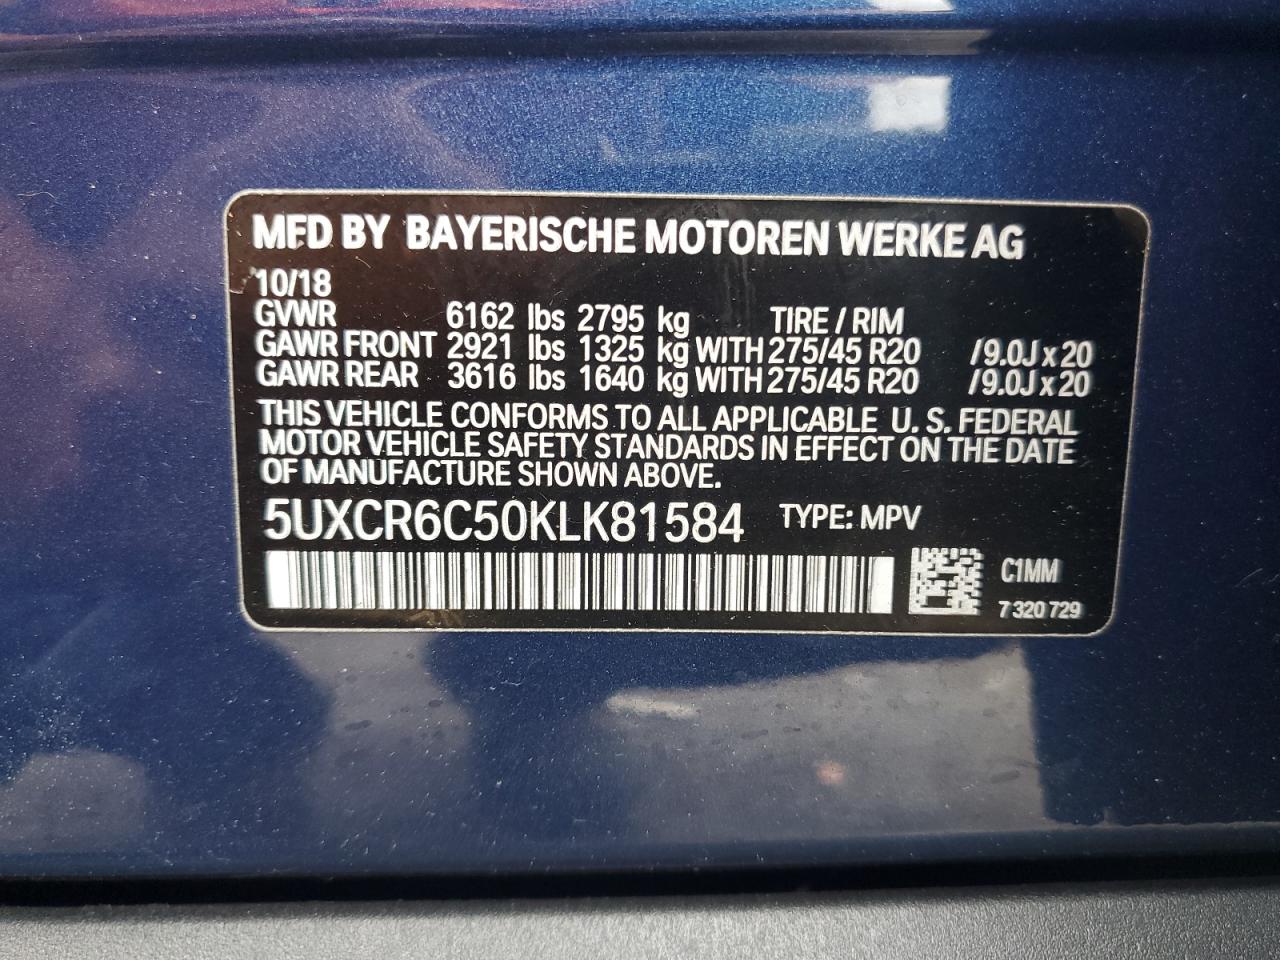 MFD BY BAYERISCHE MOTOREN WERKE AG
10/18
GVWR 6162 lbs 2795 kg TIRE / RIM
GAWR FRONT 2921 lbs 1325 kg WITH 275/45 R20 /9.0J x 20
GAWR REAR 3616 lbs 1640 kg WITH 275/45 R20 /9.0J x 20
THIS VEHICLE CONFORMS TO ALL APPLICABLE U. S. FEDERAL
MOTOR VEHICLE SAFETY STANDARDS IN EFFECT ON THE DATE
OF MANUFACTURE SHOWN ABOVE.
5UXCR6C50KLK81584 TYPE: MPV
C1MM
7 320 729